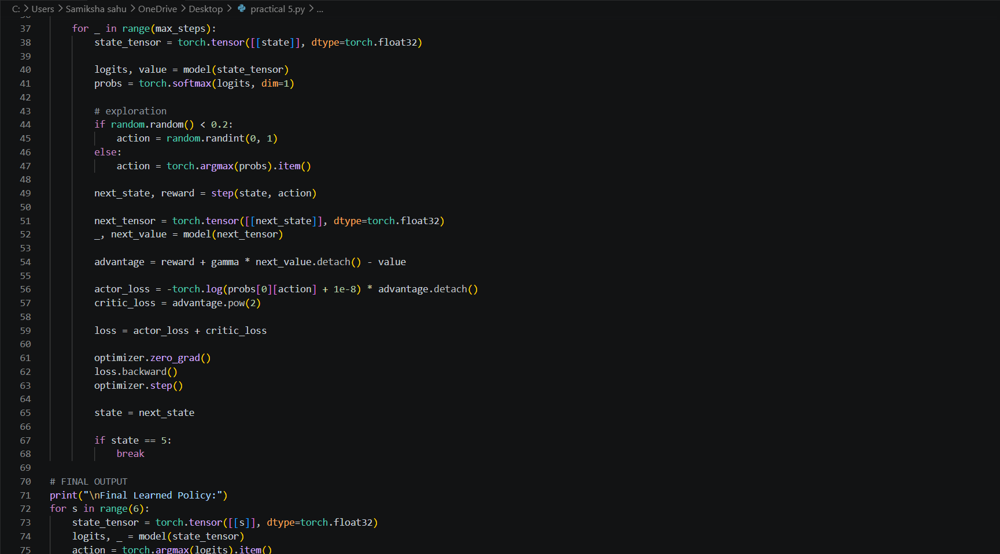 C: > Users > Samiksha sahu > OneDrive > Desktop > practical 5.py > ...
37 for _ in range(max_steps):
38 state_tensor = torch.tensor([[state]], dtype=torch.float32)
39
40 logits, value = model(state_tensor)
41 probs = torch.softmax(logits, dim=1)
42
43 # exploration
44 if random.random() < 0.2:
45 action = random.randint(0, 1)
46 else:
47 action = torch.argmax(probs).item()
48
49 next_state, reward = step(state, action)
50
51 next_tensor = torch.tensor([[next_state]], dtype=torch.float32)
52 _, next_value = model(next_tensor)
53
54 advantage = reward + gamma * next_value.detach() - value
55
56 actor_loss = -torch.log(probs[0][action] + 1e-8) * advantage.detach()
57 critic_loss = advantage.pow(2)
58
59 loss = actor_loss + critic_loss
60
61 optimizer.zero_grad()
62 loss.backward()
63 optimizer.step()
64
65 state = next_state
66
67 if state == 5:
68 break
69
70 # FINAL OUTPUT
71 print("\nFinal Learned Policy:")
72 for s in range(6):
73 state_tensor = torch.tensor([[s]], dtype=torch.float32)
74 logits, _ = model(state_tensor)
75 action = torch.argmax(logits).item()